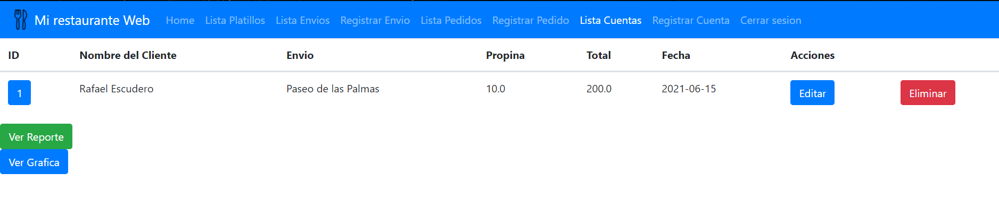 Mi restaurante Web Home Lista Platillos Lista Envios Registrar Envio Lista Pedidos Registrar Pedido Lista Cuentas Registrar Cuenta Cerrar sesion
ID Nombre del Cliente Envio Propina Total Fecha Acciones
1 Rafael Escudero Paseo de las Palmas 10.0 200.0 2021-06-15 Editar Eliminar
Ver Reporte
Ver Grafica